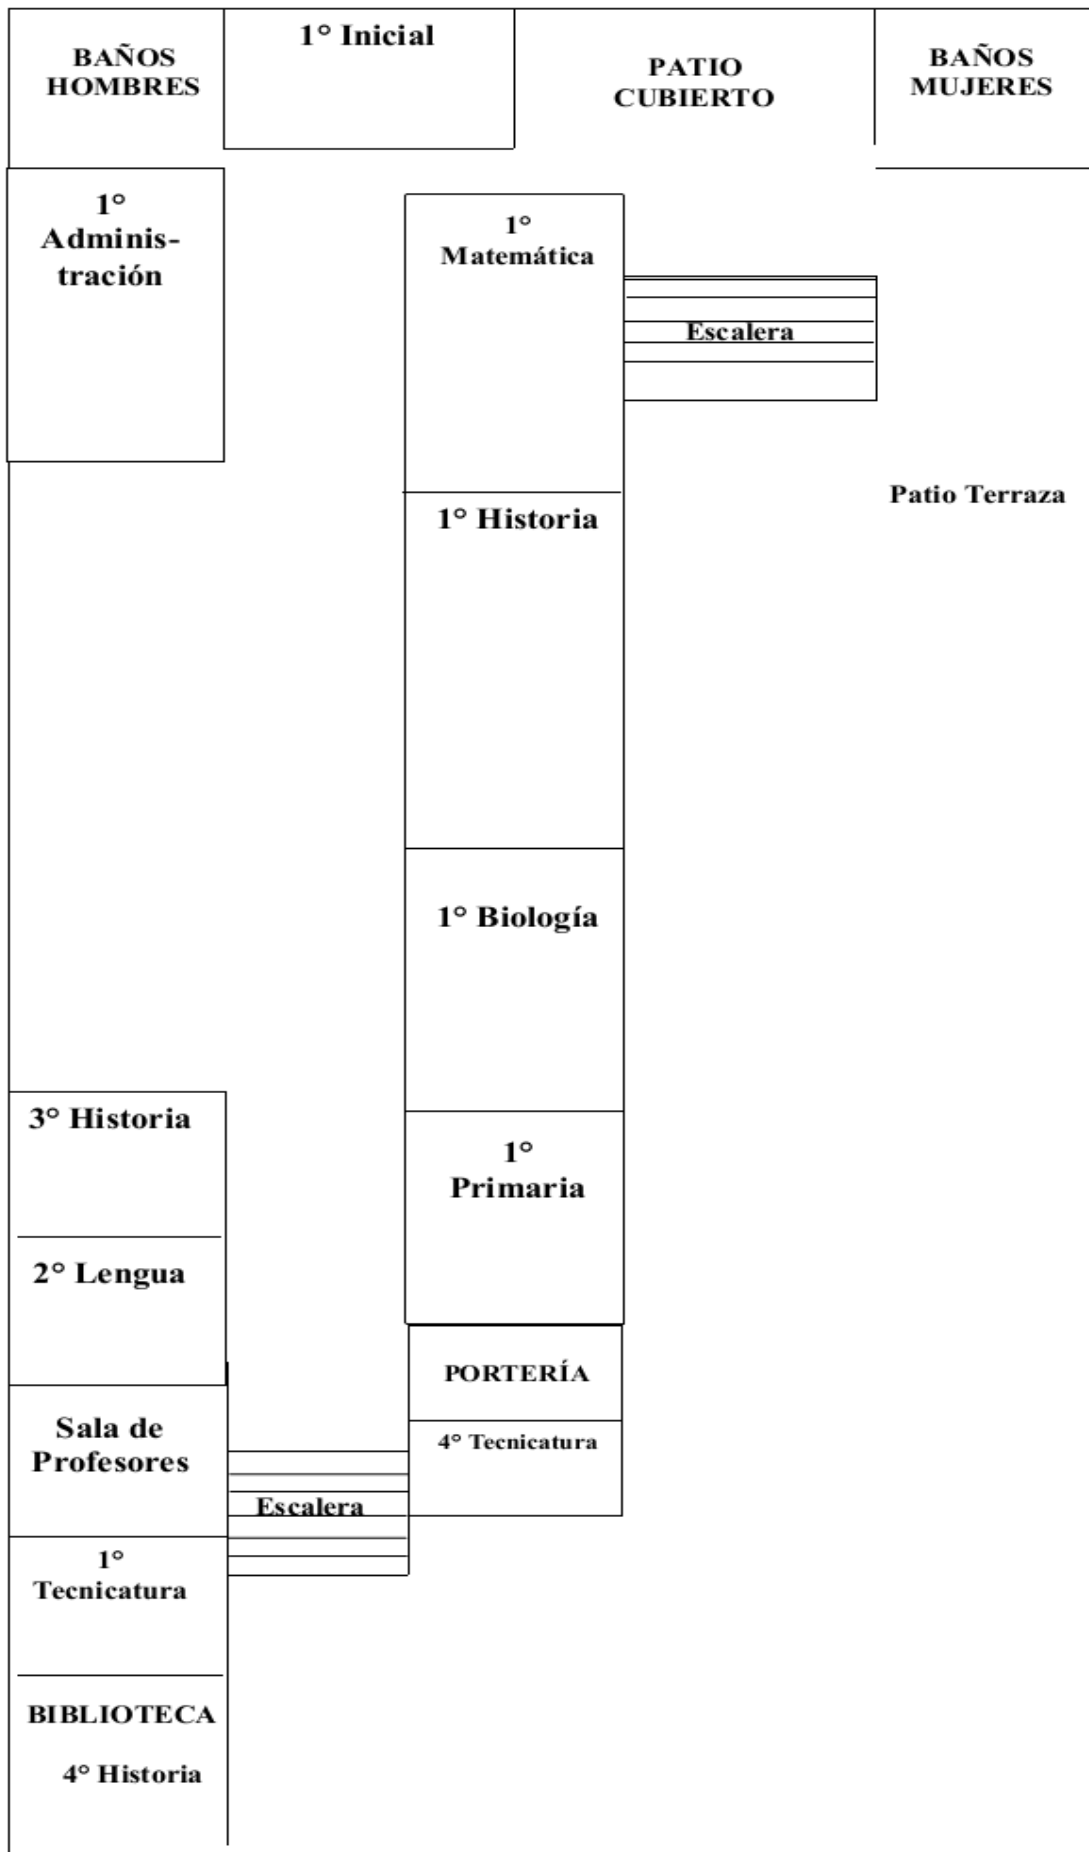 BAÑOS
HOMBRES
1° Inicial
PATIO
CUBIERTO
BAÑOS
MUJERES
1°
Adminis-
tración
1°
Matemática
Escalera
Patio Terraza
1° Historia
1° Biología
3° Historia
1°
Primaria
2° Lengua
PORTERÍA
Sala de
Profesores
4° Tecnicatura
Escalera
1°
Tecnicatura
BIBLIOTECA
4° Historia